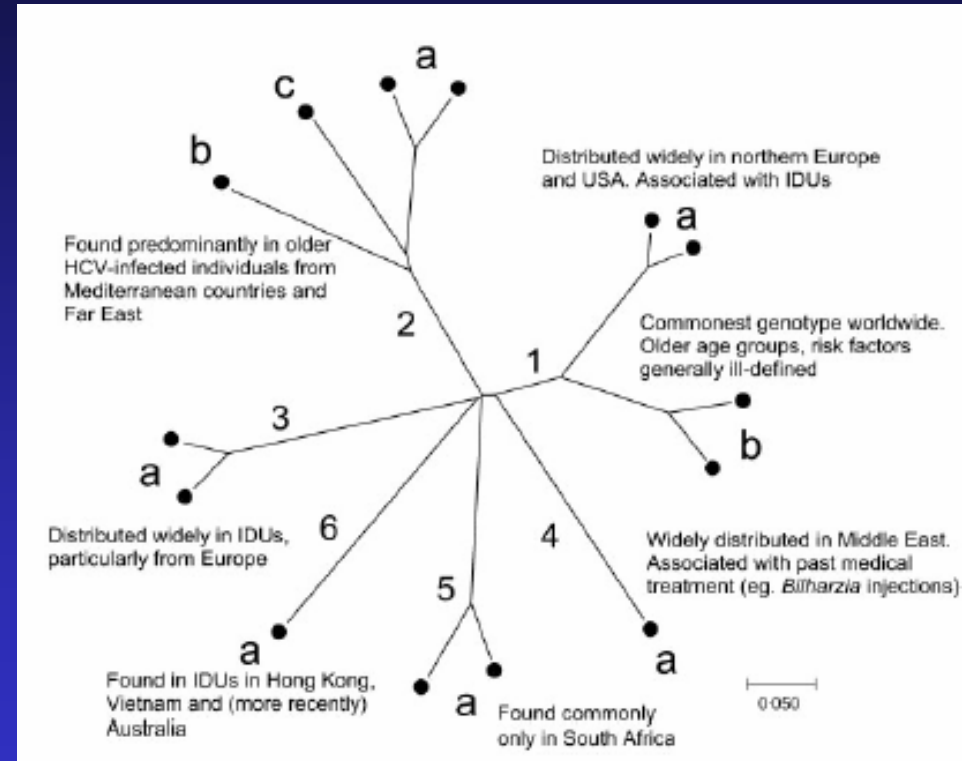 a
c
b
Distributed widely in northern Europe
and USA. Associated with IDUs
a
Found predominantly in older
HCV-infected individuals from
Mediterranean countries and
Far East
2
Commonest genotype worldwide.
Older age groups, risk factors
generally ill-defined
1
3
b
a
Distributed widely in IDUs,
particularly from Europe
6
4
Widely distributed in Middle East.
Associated with past medical
treatment (eg. Bilharzia injections)
5
a
Found in IDUs in Hong Kong,
Vietnam and (more recently)
Australia
a
Found commonly
only in South Africa
a
0·050